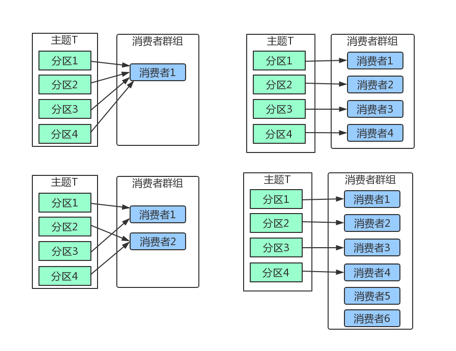 主题T
消费者群组
分区1
消费者1
分区2
分区3
分区4
主题T
消费者群组
分区1
消费者1
分区2
消费者2
分区3
消费者3
分区4
消费者4
主题T
消费者群组
分区1
消费者1
分区2
消费者2
分区3
分区4
主题T
消费者群组
分区1
消费者1
分区2
消费者2
分区3
消费者3
分区4
消费者4
消费者5
消费者6